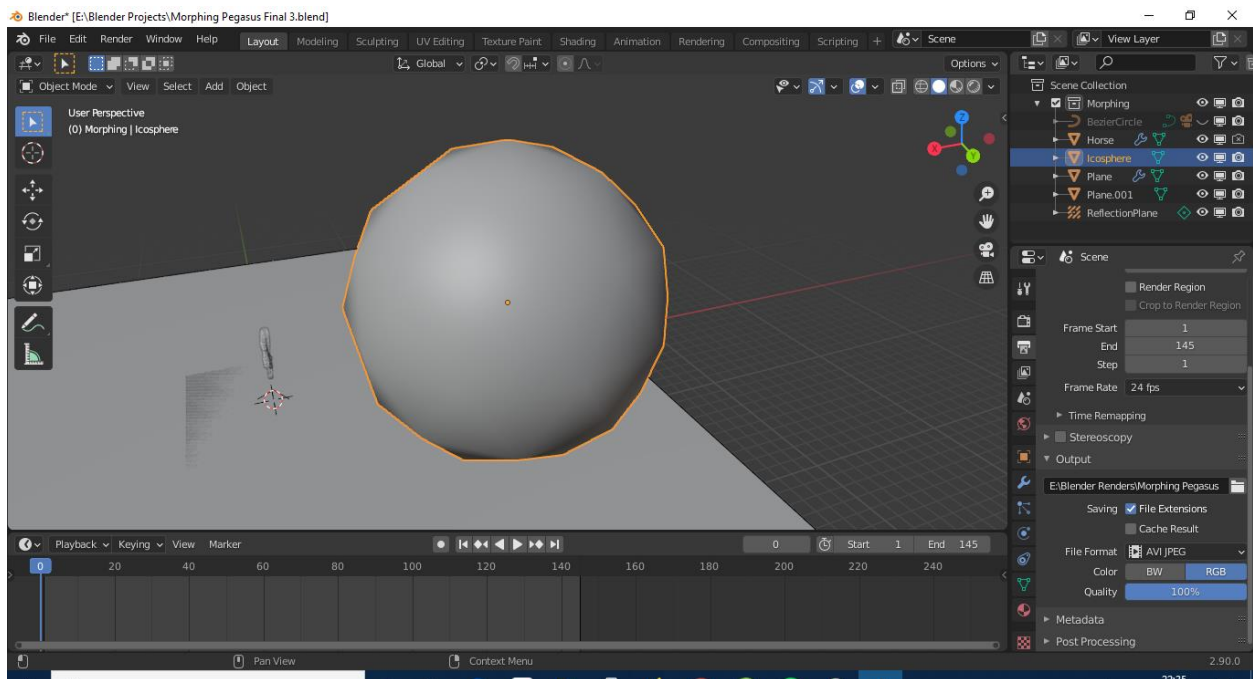 Blender* [E:\Blender Projects\Morphing Pegasus Final 3.blend]
File Edit Render Window Help Layout Modeling Sculpting UV Editing Texture Paint Shading Animation Rendering Compositing Scripting + Scene View Layer
Global Options
Object Mode View Select Add Object
User Perspective
(0) Morphing | Icosphere
Z
X
Y
Scene Collection
Morphing
BezierCircle
Horse
Icosphere
Plane
Plane.001
ReflectionPlane
Scene
Render Region
Crop to Render Region
Frame Start 1
End 145
Step 1
Frame Rate 24 fps
Time Remapping
Stereoscopy
Output
E:\Blender Renders\Morphing Pegasus
Saving File Extensions
Cache Result
File Format AVI JPEG
Color BW RGB
Quality 100%
Metadata
Post Processing
Playback Keying View Marker 0 Start 1 End 145
0 20 40 60 80 100 120 140 160 180 200 220 240
Pan View Context Menu 2.90.0